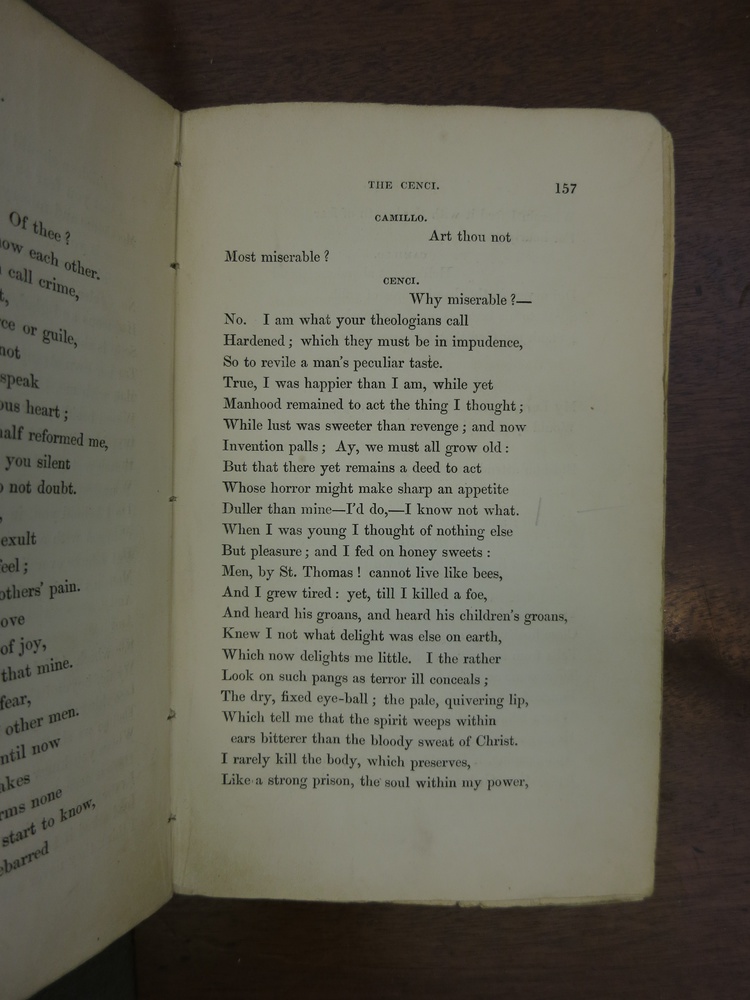 Of thee?
each other.
call crime,
or guile,
not
speak
heart;
half reformed me,
you silent
not doubt.
exult
feel;
others' pain.
of joy,
that mine.
fear,
other men.
until now
none
start to know,
THE CENCI. 157
CAMILLO.
Art thou not
Most miserable?
CENCI.
Why miserable?—
No. I am what your theologians call
Hardened; which they must be in impudence,
So to revile a man's peculiar taste.
True, I was happier than I am, while yet
Manhood remained to act the thing I thought;
While lust was sweeter than revenge; and now
Invention palls; Ay, we must all grow old:
But that there yet remains a deed to act
Whose horror might make sharp an appetite
Duller than mine—I'd do,—I know not what.
When I was young I thought of nothing else
But pleasure; and I fed on honey sweets:
Men, by St. Thomas! cannot live like bees,
And I grew tired: yet, till I killed a foe,
And heard his groans, and heard his children's groans,
Knew I not what delight was else on earth,
Which now delights me little. I the rather
Look on such pangs as terror ill conceals;
The dry, fixed eye-ball; the pale, quivering lip,
Which tell me that the spirit weeps within
ears bitterer than the bloody sweat of Christ.
I rarely kill the body, which preserves,
Like a strong prison, the soul within my power,